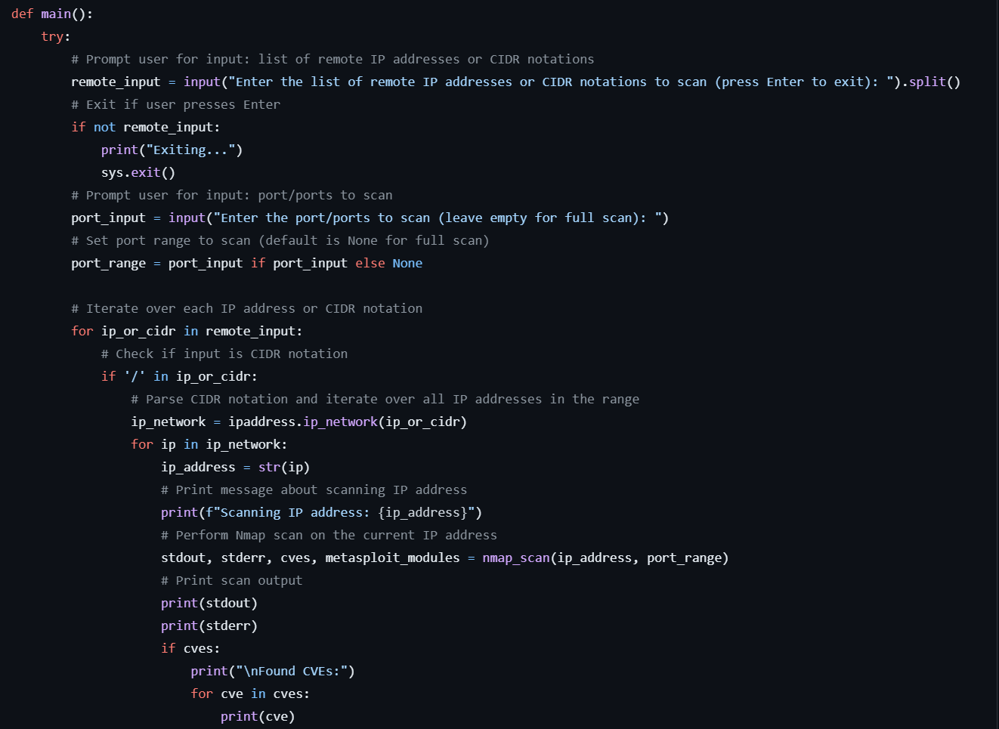 def main():
    try:
        # Prompt user for input: list of remote IP addresses or CIDR notations
        remote_input = input("Enter the list of remote IP addresses or CIDR notations to scan (press Enter to exit): ").split()
        # Exit if user presses Enter
        if not remote_input:
            print("Exiting...")
            sys.exit()
        # Prompt user for input: port/ports to scan
        port_input = input("Enter the port/ports to scan (leave empty for full scan): ")
        # Set port range to scan (default is None for full scan)
        port_range = port_input if port_input else None

        # Iterate over each IP address or CIDR notation
        for ip_or_cidr in remote_input:
            # Check if input is CIDR notation
            if '/' in ip_or_cidr:
                # Parse CIDR notation and iterate over all IP addresses in the range
                ip_network = ipaddress.ip_network(ip_or_cidr)
                for ip in ip_network:
                    ip_address = str(ip)
                    # Print message about scanning IP address
                    print(f"Scanning IP address: {ip_address}")
                    # Perform Nmap scan on the current IP address
                    stdout, stderr, cves, metasploit_modules = nmap_scan(ip_address, port_range)
                    # Print scan output
                    print(stdout)
                    print(stderr)
                    if cves:
                        print("\nFound CVEs:")
                        for cve in cves:
                            print(cve)